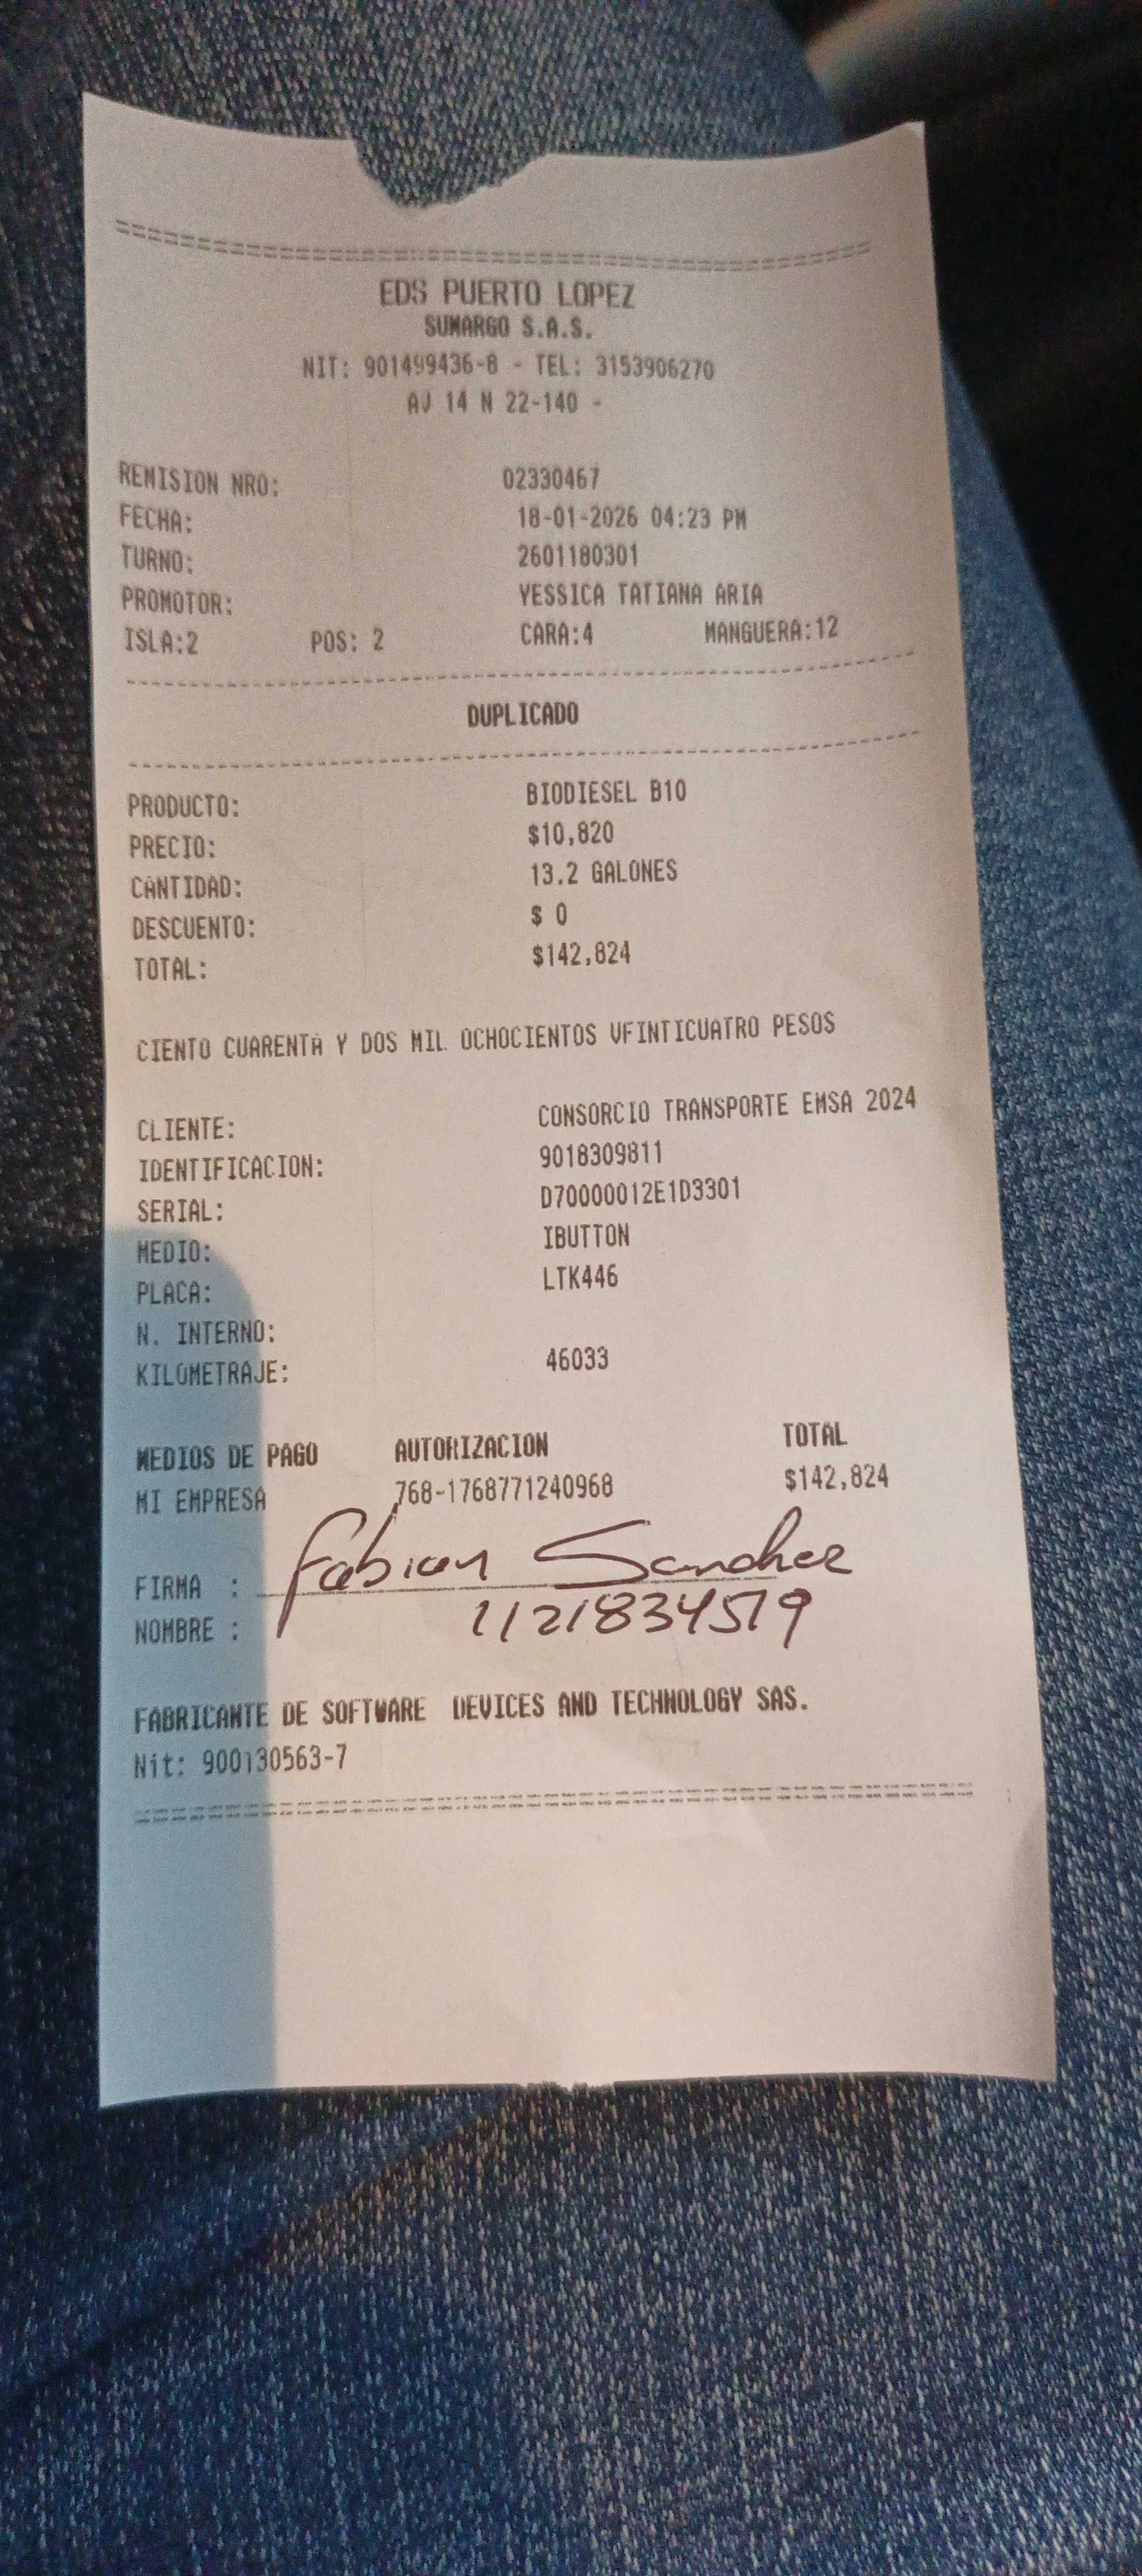 EDS PUERTO LOPEZ
SUMARGO S.A.S.
NIT: 901499436-8 - TEL: 3153906270
AJ 14 N 22-140 -
REMISION NRO: 02330467
FECHA: 18-01-2026 04:23 PM
TURNO: 2601180301
PROMOTOR: YESSICA TATIANA ARIA
ISLA:2 POS: 2 CARA:4 MANGUERA:12
DUPLICADO
PRODUCTO: BIODIESEL B10
PRECIO: $10,820
CANTIDAD: 13.2 GALONES
DESCUENTO: $ 0
TOTAL: $142,824
CIENTO CUARENTA Y DOS MIL OCHOCIENTOS VEINTICUATRO PESOS
CLIENTE: CONSORCIO TRANSPORTE EMSA 2024
IDENTIFICACION: 9018309811
SERIAL: D70000012E1D3301
MEDIO: IBUTTON
PLACA: LTK446
N. INTERNO:
KILOMETRAJE: 46033
MEDIOS DE PAGO AUTORIZACION TOTAL
MI EMPRESA 768-1768771240968 $142,824
FIRMA : Fabian Sanchez
NOMBRE : 1121834519
FABRICANTE DE SOFTWARE DEVICES AND TECHNOLOGY SAS.
Nit: 900130563-7